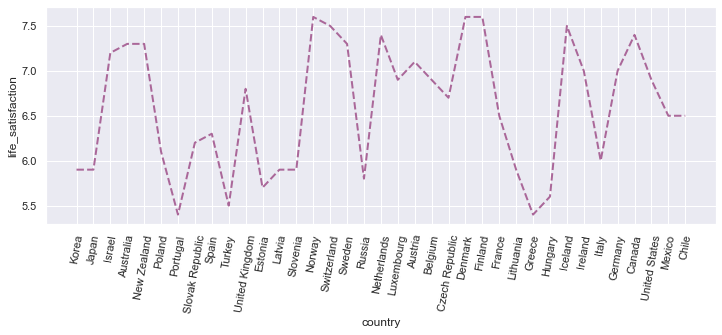 life_satisfaction
7.5
7.0
6.5
6.0
5.5
Korea
Japan
Israel
Australia
New Zealand
Poland
Portugal
Slovak Republic
Spain
Turkey
United Kingdom
Estonia
Latvia
Slovenia
Norway
Switzerland
Sweden
Russia
Netherlands
Luxembourg
Austria
Belgium
Czech Republic
Denmark
Finland
France
Lithuania
Greece
Hungary
Iceland
Ireland
Italy
Germany
Canada
United States
Mexico
Chile
country